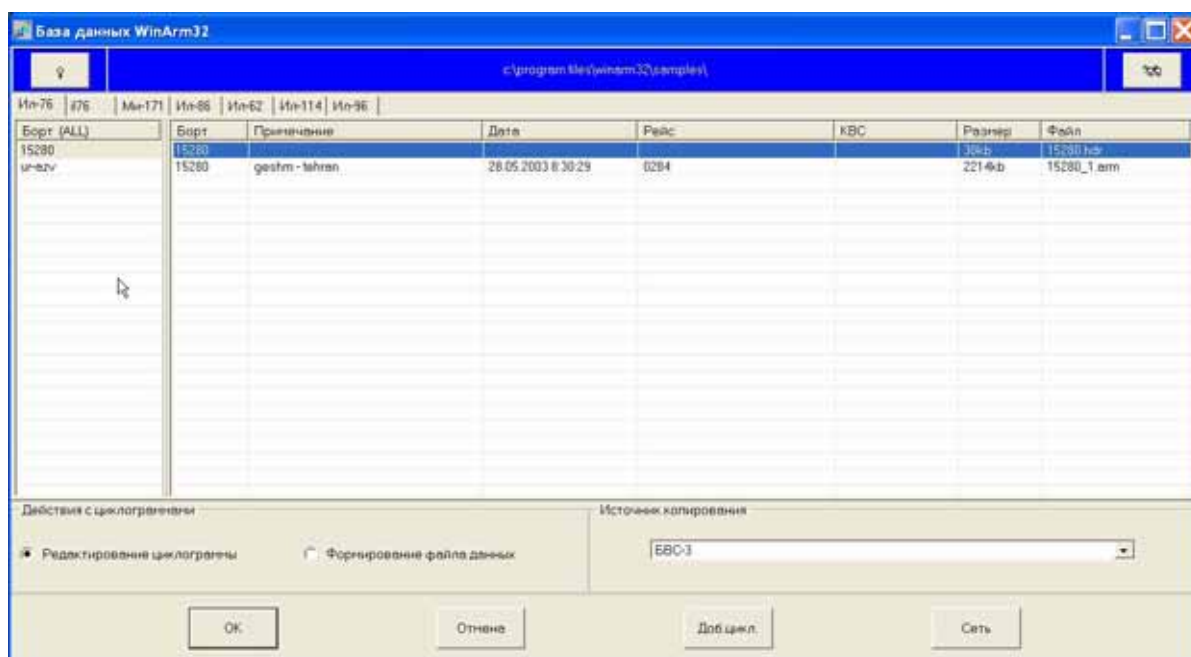 База данных WinArm32
c:\program files\winarm32\samples\
Ил-76 il76 Ми-171 Ил-86 Ил-62 Ил-114 Ил-96
Борт (ALL) Борт Примечание Дата Рейс КВС Размер Файл
15280 15280 36kb 15280.hdr
ur-azv 15280 geshm - tehran 28.05.2003 8:30:29 0284 2214kb 15280_1.arm
Действия с циклограммами Источник копирования
Редактирование циклограммы Формирование файла данных БВС-3
OK Отмена Доб.цикл. Сеть